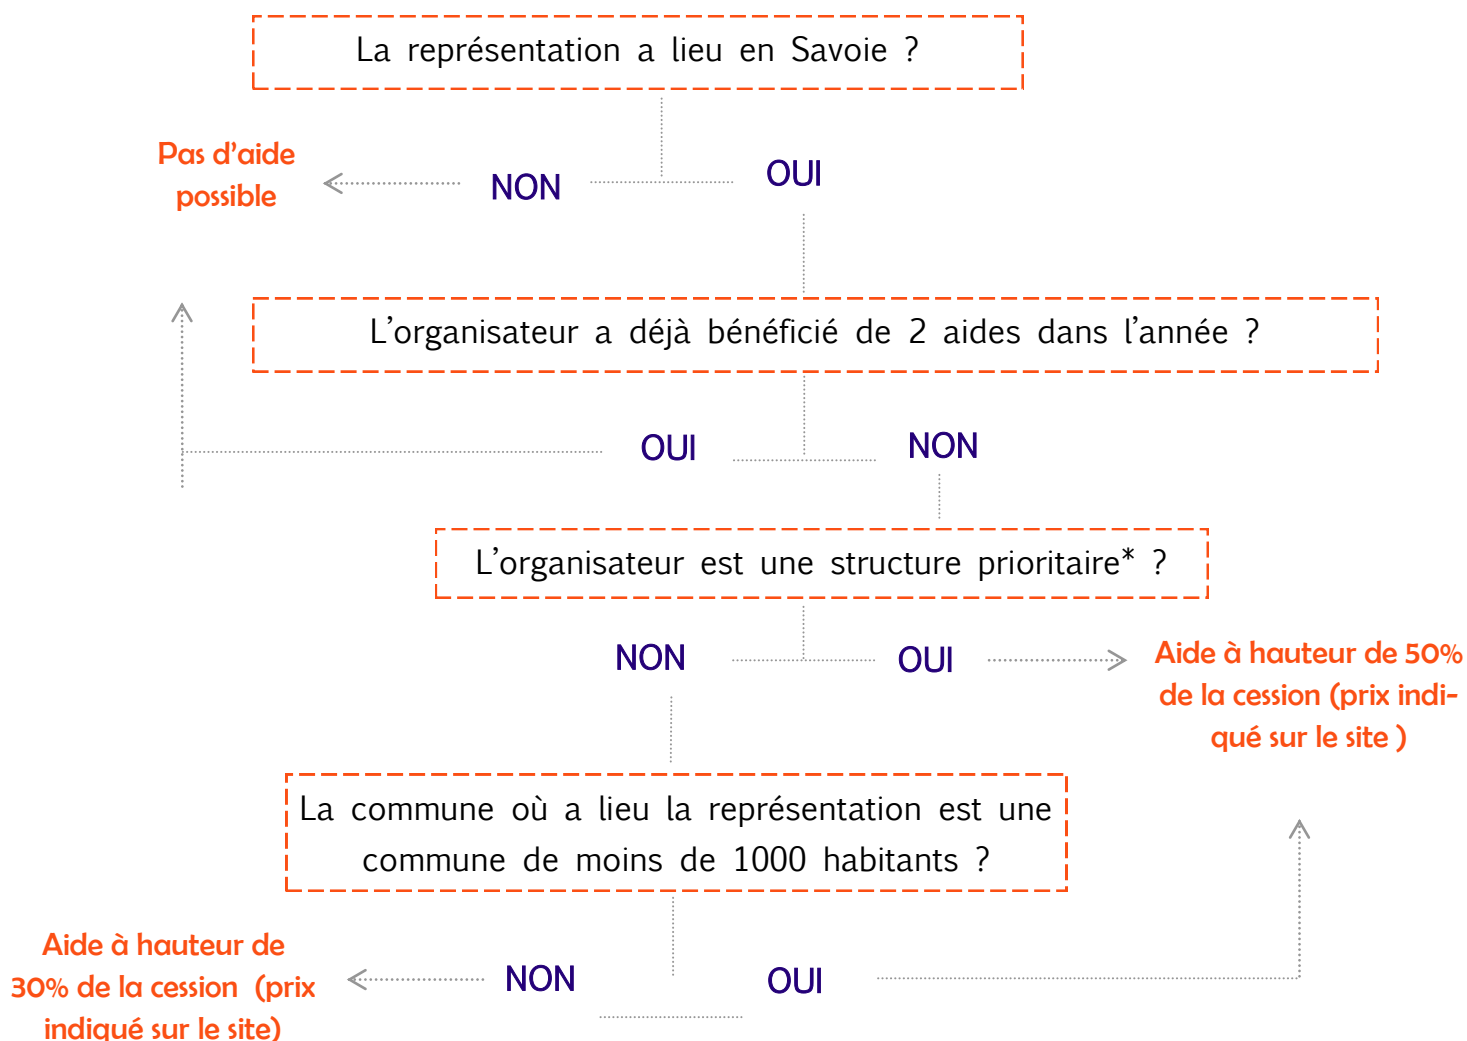 La représentation a lieu en Savoie ?
Pas d’aide
possible
NON
OUI
L’organisateur a déjà bénéficié de 2 aides dans l’année ?
OUI
NON
L’organisateur est une structure prioritaire* ?
NON
OUI
Aide à hauteur de 50%
de la cession (prix indi-
qué sur le site )
La commune où a lieu la représentation est une
commune de moins de 1000 habitants ?
Aide à hauteur de
30% de la cession (prix
indiqué sur le site)
NON
OUI